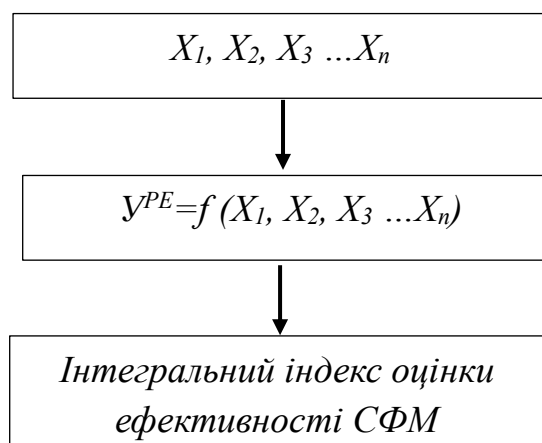 X₁, X₂, X₃ ...Xₙ
Уᴾᴱ=f (X₁, X₂, X₃ ...Xₙ)
Інтегральний індекс оцінки
ефективності СФМ